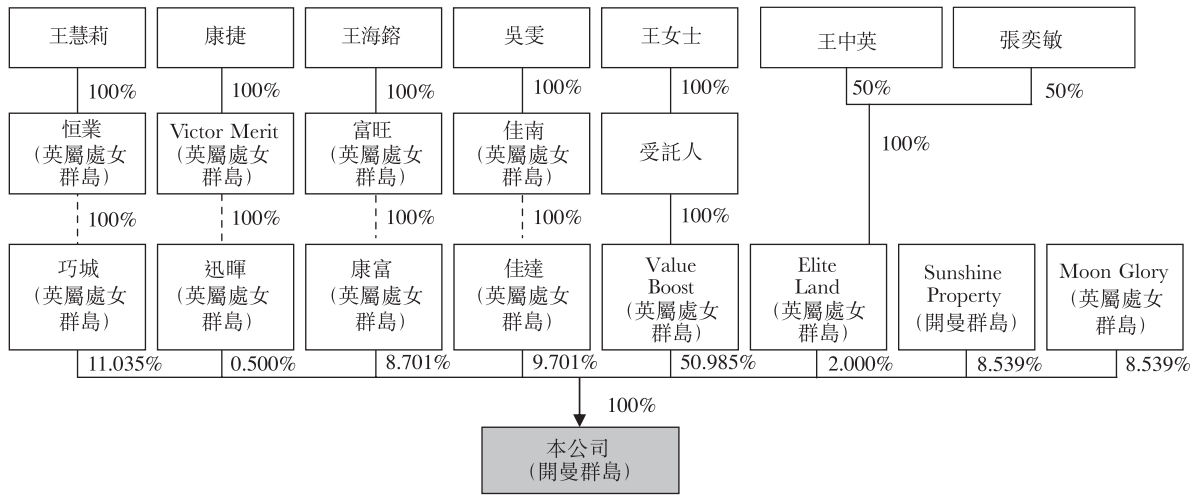 王慧莉
康捷
王海鎔
吳雯
王女士
王中英
張奕敏
100%
100%
100%
100%
100%
50%
50%
恒業
(英屬處女
群島)
Victor Merit
(英屬處女
群島)
富旺
(英屬處女
群島)
佳南
(英屬處女
群島)
受託人
100%
100%
100%
100%
100%
100%
巧城
(英屬處女
群島)
迅暉
(英屬處女
群島)
康富
(英屬處女
群島)
佳達
(英屬處女
群島)
Value
Boost
(英屬處女
群島)
Elite
Land
(英屬處女
群島)
Sunshine
Property
(開曼群島)
Moon Glory
(英屬處女
群島)
11.035%
0.500%
8.701%
9.701%
50.985%
2.000%
8.539%
8.539%
100%
本公司
(開曼群島)